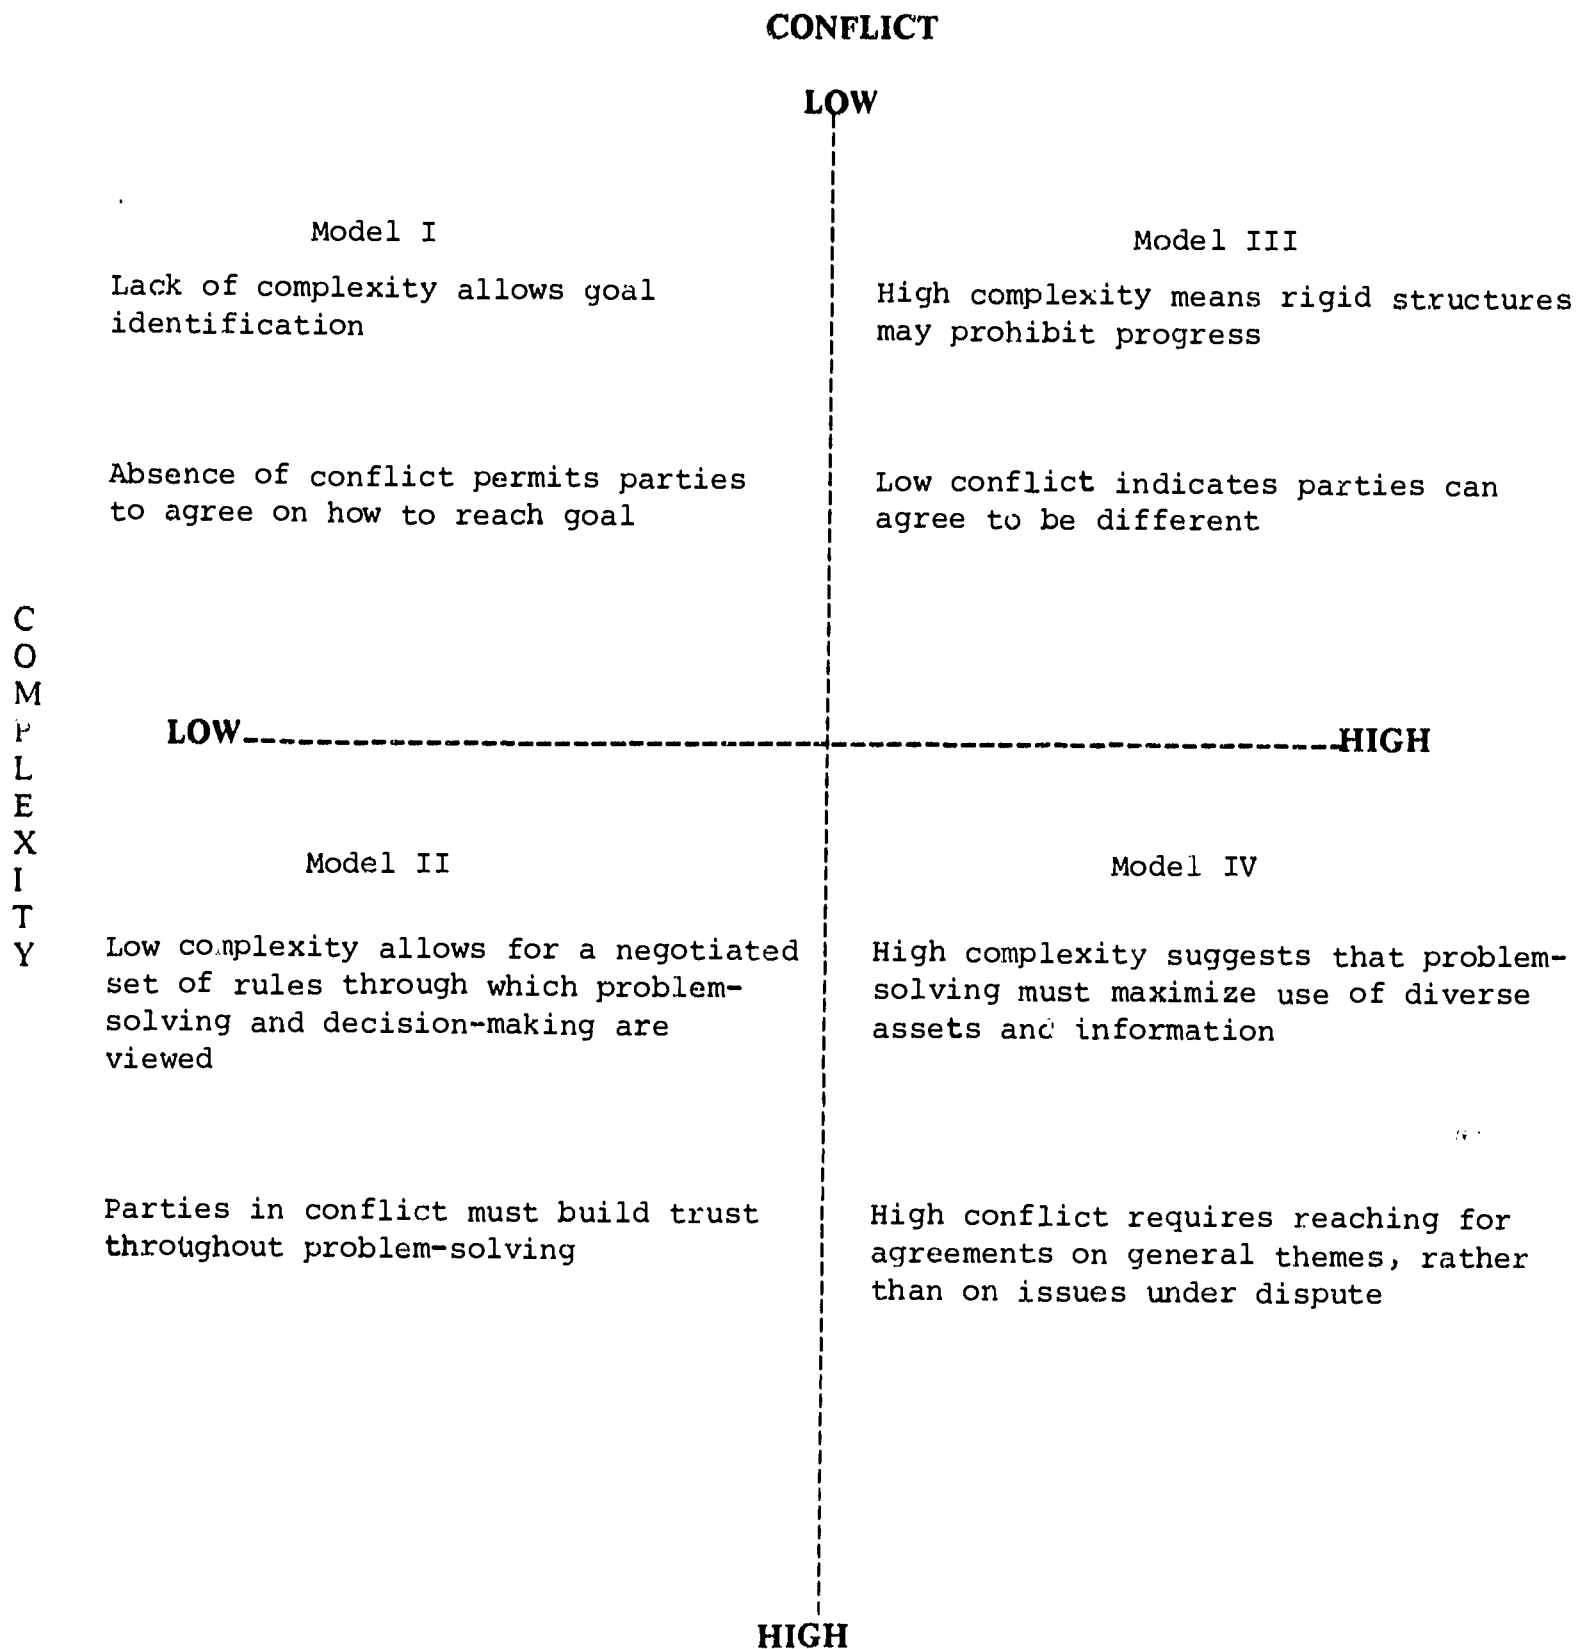 CONFLICT
LOW
Model I
Lack of complexity allows goal
identification
Absence of conflict permits parties
to agree on how to reach goal
Model III
High complexity means rigid structures
may prohibit progress
Low conflict indicates parties can
agree to be different
C
O
M
P
L
E
X
I
T
Y
LOW
HIGH
Model II
Low complexity allows for a negotiated
set of rules through which problem-
solving and decision-making are
viewed
Parties in conflict must build trust
throughout problem-solving
Model IV
High complexity suggests that problem-
solving must maximize use of diverse
assets and information
High conflict requires reaching for
agreements on general themes, rather
than on issues under dispute
HIGH